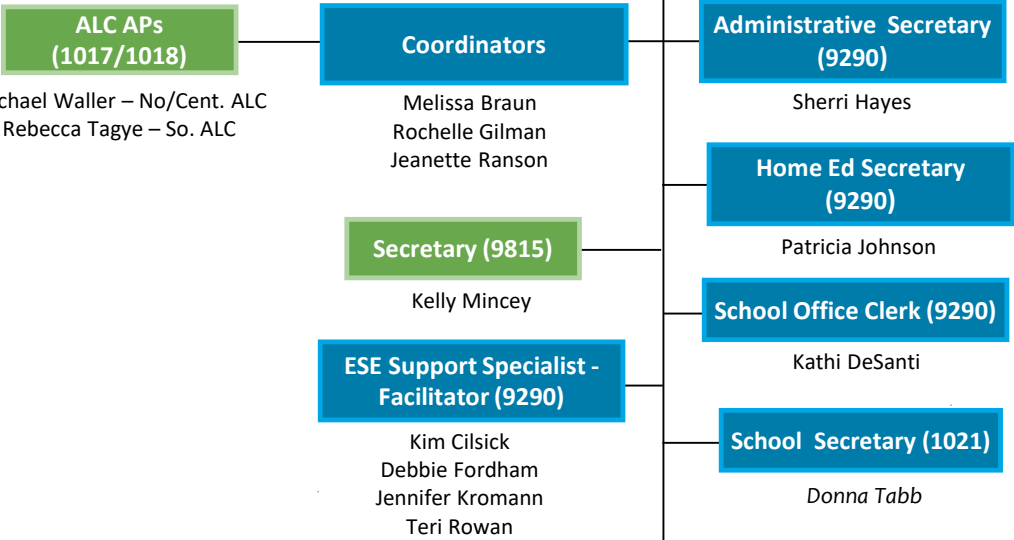 ALC APs
(1017/1018)
chael Waller – No/Cent. ALC
Rebecca Tagye – So. ALC
Coordinators
Melissa Braun
Rochelle Gilman
Jeanette Ranson
Secretary (9815)
Kelly Mincey
ESE Support Specialist -
Facilitator (9290)
Kim Cilsick
Debbie Fordham
Jennifer Kromann
Teri Rowan
Administrative Secretary
(9290)
Sherri Hayes
Home Ed Secretary
(9290)
Patricia Johnson
School Office Clerk (9290)
Kathi DeSanti
School Secretary (1021)
Donna Tabb